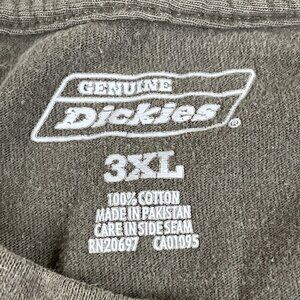 GENUINE
Dickies®
3XL
100% COTTON
MADE IN PAKISTAN
CARE IN SIDE SEAM
RN20697 CA01095